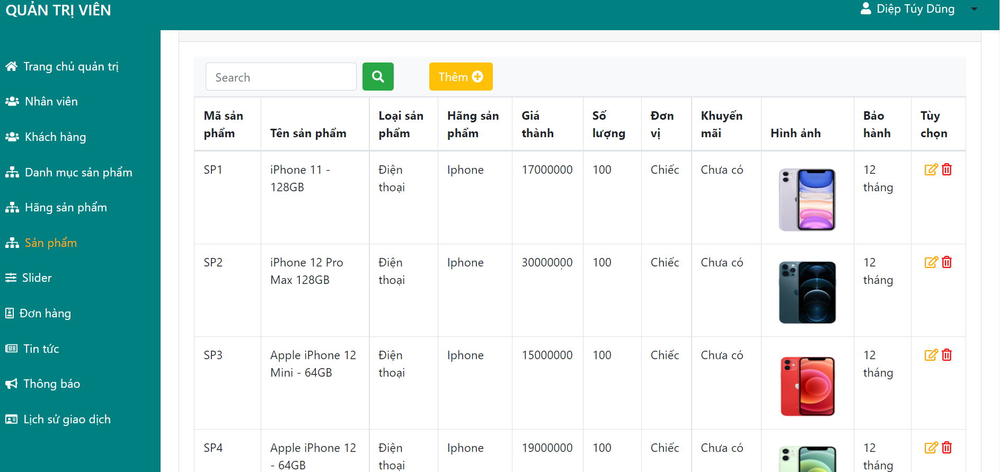 QUẢN TRỊ VIÊN
Diệp Túy Dũng
Trang chủ quản trị
Nhân viên
Khách hàng
Danh mục sản phẩm
Hãng sản phẩm
Sản phẩm
Slider
Đơn hàng
Tin tức
Thông báo
Lịch sử giao dịch
Search
Thêm
Mã sản
phẩm
Tên sản phẩm
Loại sản
phẩm
Hãng sản
phẩm
Giá
thành
Số
lượng
Đơn
vị
Khuyến
mãi
Hình ảnh
Bảo
hành
Tùy
chọn
SP1
iPhone 11 -
128GB
Điện
thoại
Iphone
17000000
100
Chiếc
Chưa có
12
tháng
SP2
iPhone 12 Pro
Max 128GB
Điện
thoại
Iphone
30000000
100
Chiếc
Chưa có
12
tháng
SP3
Apple iPhone 12
Mini - 64GB
Điện
thoại
Iphone
15000000
100
Chiếc
Chưa có
12
tháng
SP4
Apple iPhone 12
- 64GB
Điện
thoại
Iphone
19000000
100
Chiếc
Chưa có
12
tháng